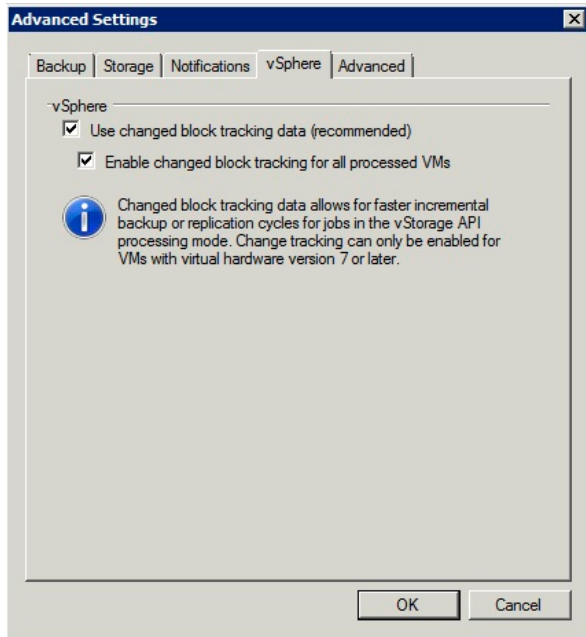 Advanced Settings
Backup
Storage
Notifications
vSphere
Advanced
vSphere
Use changed block tracking data (recommended)
Enable changed block tracking for all processed VMs
Changed block tracking data allows for faster incremental
backup or replication cycles for jobs in the vStorage API
processing mode. Change tracking can only be enabled for
VMs with virtual hardware version 7 or later.
OK
Cancel